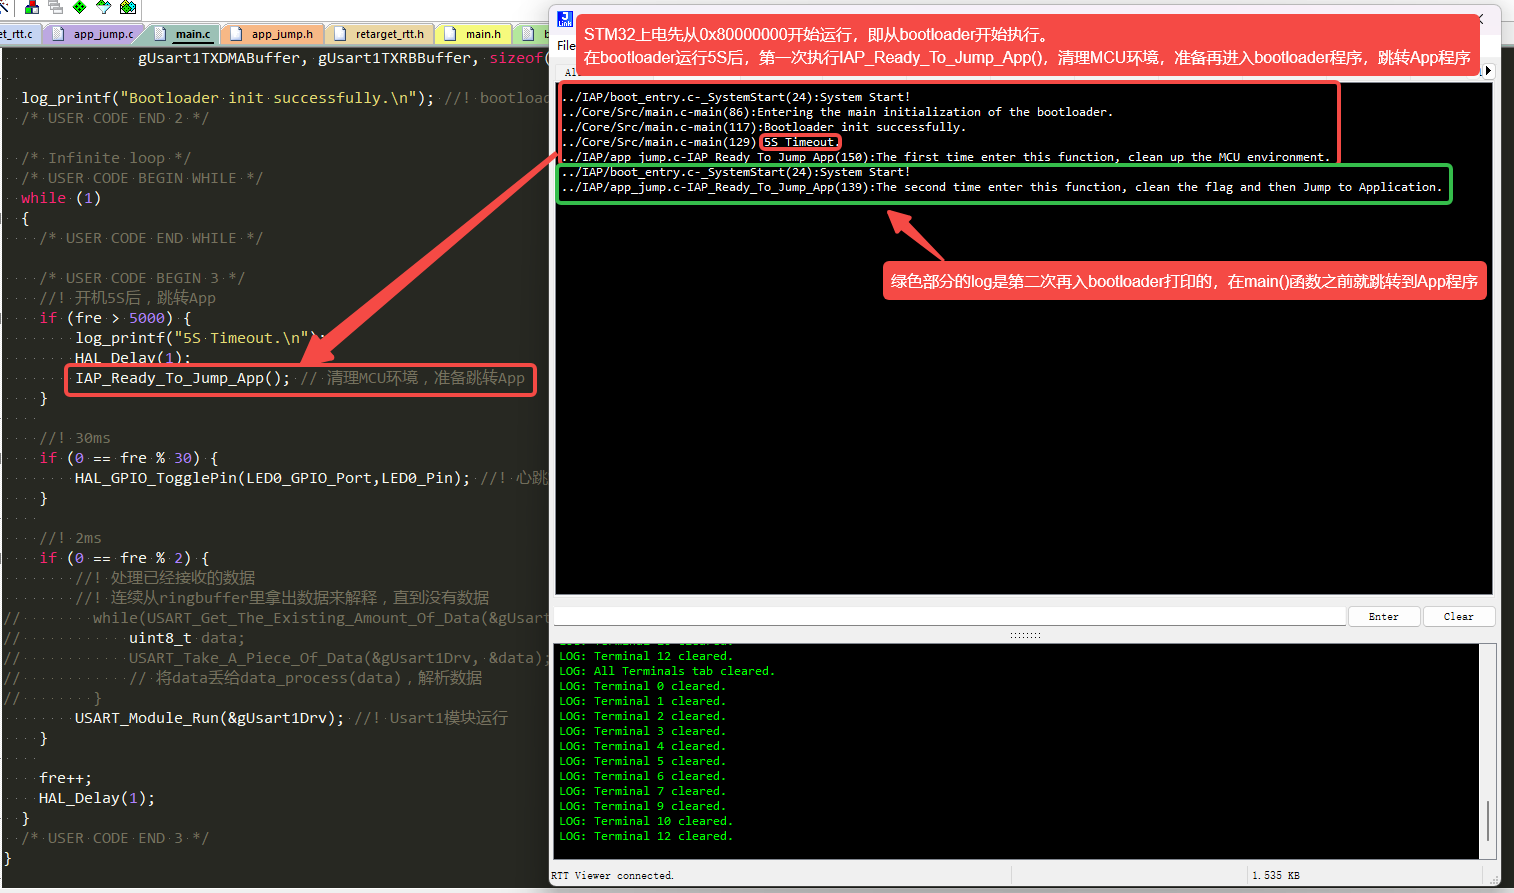 et_rtt.c
app_jump.c
main.c
app_jump.h
retarget_rtt.h
main.h
gUsart1TXDMABuffer, gUsart1TXRBBuffer, sizeof(
log_printf("Bootloader init successfully.\n"); //! bootload
/* USER CODE END 2 */
/* Infinite loop */
/* USER CODE BEGIN WHILE */
while (1)
{
/* USER CODE END WHILE */
/* USER CODE BEGIN 3 */
//! 开机5S后，跳转App
if (fre > 5000) {
log_printf("5S Timeout.\n");
HAL_Delay(1);
IAP_Ready_To_Jump_App(); // 清理MCU环境，准备跳转App
}
//! 30ms
if (0 == fre % 30) {
HAL_GPIO_TogglePin(LED0_GPIO_Port,LED0_Pin); //! 心跳
}
//! 2ms
if (0 == fre % 2) {
//! 处理已经接收的数据
//! 连续从ringbuffer里拿出数据来解释，直到没有数据
// while(USART_Get_The_Existing_Amount_Of_Data(&gUsart
// uint8_t data;
// USART_Take_A_Piece_Of_Data(&gUsart1Drv, &data);
// // 将data丢给data_process(data)，解析数据
// }
USART_Module_Run(&gUsart1Drv); //! Usart1模块运行
}
fre++;
HAL_Delay(1);
}
/* USER CODE END 3 */
}
File
STM32上电先从0x80000000开始运行，即从bootloader开始执行。
在bootloader运行5S后，第一次执行IAP_Ready_To_Jump_App()，清理MCU环境，准备再进入bootloader程序，跳转App程序
../IAP/boot_entry.c-_SystemStart(24):System Start!
../Core/Src/main.c-main(86):Entering the main initialization of the bootloader.
../Core/Src/main.c-main(117):Bootloader init successfully.
../Core/Src/main.c-main(129):5S Timeout.
../IAP/app_jump.c-IAP_Ready_To_Jump_App(150):The first time enter this function, clean up the MCU environment.
../IAP/boot_entry.c-_SystemStart(24):System Start!
../IAP/app_jump.c-IAP_Ready_To_Jump_App(139):The second time enter this function, clean the flag and then Jump to Application.
绿色部分的log是第二次再入bootloader打印的，在main()函数之前就跳转到App程序
Enter
Clear
LOG: Terminal 12 cleared.
LOG: All Terminals tab cleared.
LOG: Terminal 0 cleared.
LOG: Terminal 1 cleared.
LOG: Terminal 2 cleared.
LOG: Terminal 3 cleared.
LOG: Terminal 4 cleared.
LOG: Terminal 5 cleared.
LOG: Terminal 6 cleared.
LOG: Terminal 7 cleared.
LOG: Terminal 9 cleared.
LOG: Terminal 10 cleared.
LOG: Terminal 12 cleared.
RTT Viewer connected.
1.535 KB